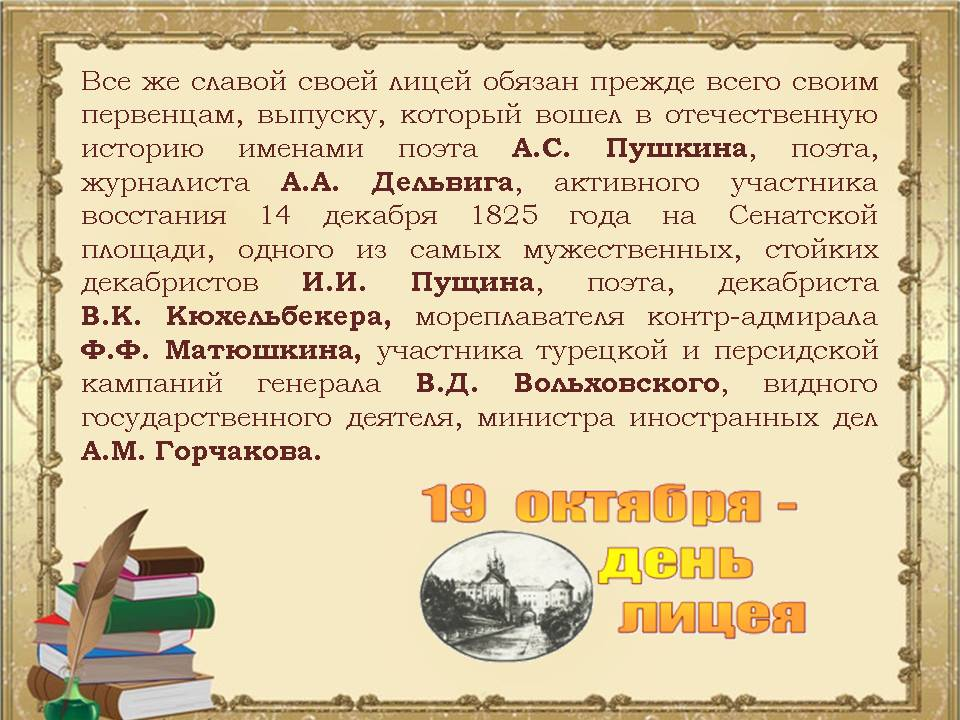 Все же славой своей лицей обязан прежде всего своим
первенцам, выпуску, который вошел в отечественную
историю именами поэта А.С. Пушкина, поэта,
журналиста А.А. Дельвига, активного участника
восстания 14 декабря 1825 года на Сенатской
площади, одного из самых мужественных, стойких
декабристов И.И. Пущина, поэта, декабриста
В.К. Кюхельбекера, мореплавателя контр-адмирала
Ф.Ф. Матюшкина, участника турецкой и персидской
кампаний генерала В.Д. Вольховского, видного
государственного деятеля, министра иностранных дел
А.М. Горчакова.
19 октября -
день
лицея